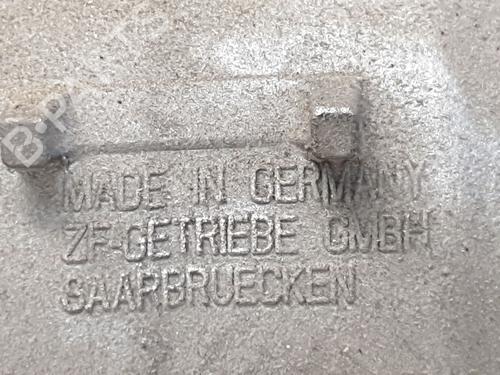 MADE IN GERMANY
ZF-GETRIEBE GMBH
SAARBRUECKEN